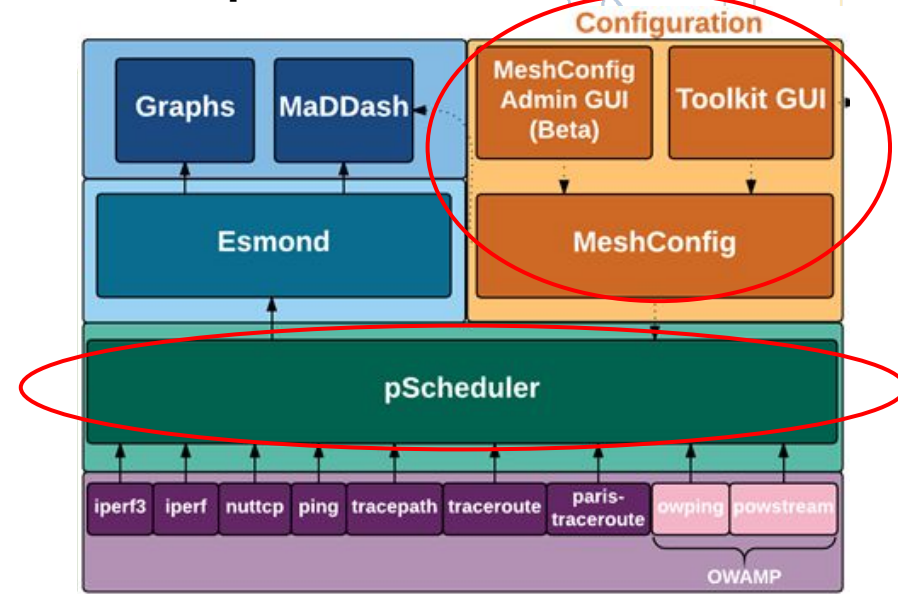 Configuration
Graphs
MaDDash
MeshConfig
Admin GUI
(Beta)
Toolkit GUI
Esmond
MeshConfig
pScheduler
iperf3
iperf
nuttcp
ping
tracepath
traceroute
paris-
traceroute
owping
powstream
OWAMP